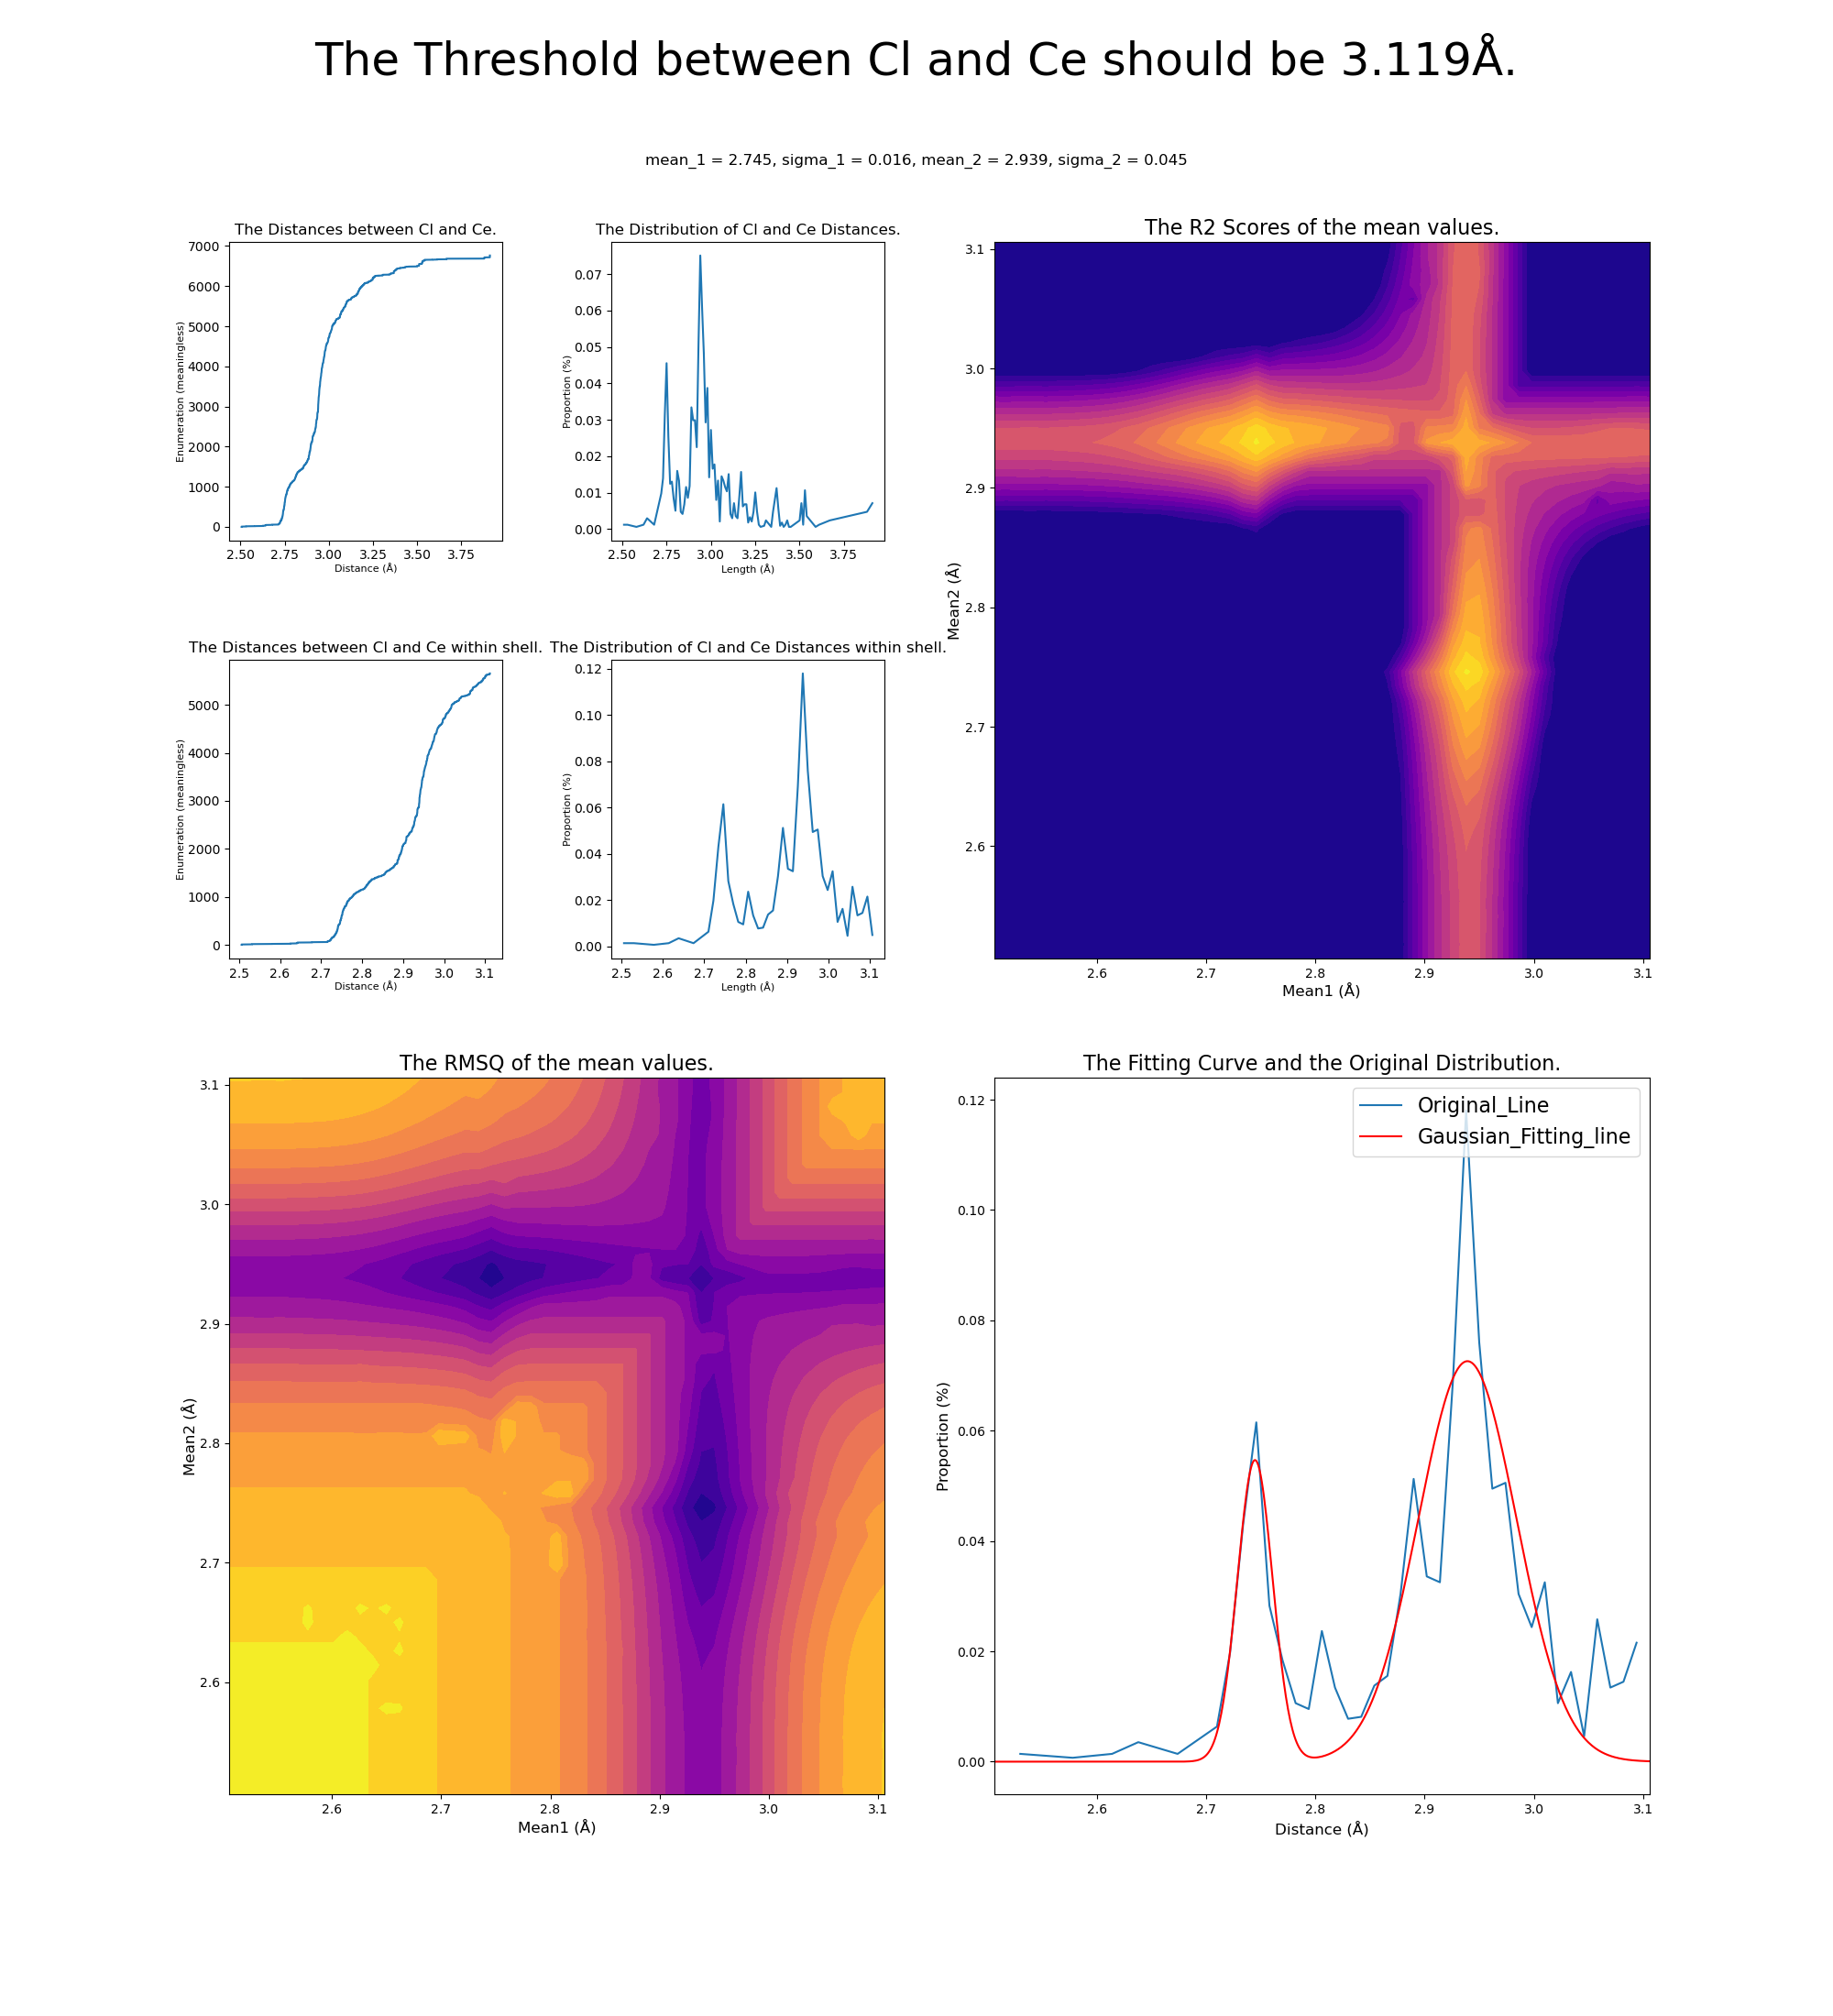 The Threshold between Cl and Ce should be 3.119Å.
mean_1 = 2.745, sigma_1 = 0.016, mean_2 = 2.939, sigma_2 = 0.045
The Distances between Cl and Ce.
7000
6000
5000
4000
3000
2000
1000
0
Enumeration (meaningless)
2.50 2.75 3.00 3.25 3.50 3.75
Distance (Å)
The Distribution of Cl and Ce Distances.
0.07
0.06
0.05
0.04
0.03
0.02
0.01
0.00
Proportion (%)
2.50 2.75 3.00 3.25 3.50 3.75
Length (Å)
The R2 Scores of the mean values.
3.1
3.0
2.9
2.8
2.7
2.6
Mean2 (Å)
2.6 2.7 2.8 2.9 3.0 3.1
Mean1 (Å)
The Distances between Cl and Ce within shell.
5000
4000
3000
2000
1000
0
Enumeration (meaningless)
2.5 2.6 2.7 2.8 2.9 3.0 3.1
Distance (Å)
The Distribution of Cl and Ce Distances within shell.
0.12
0.10
0.08
0.06
0.04
0.02
0.00
Proportion (%)
2.5 2.6 2.7 2.8 2.9 3.0 3.1
Length (Å)
The RMSQ of the mean values.
3.1
3.0
2.9
2.8
2.7
2.6
Mean2 (Å)
2.6 2.7 2.8 2.9 3.0 3.1
Mean1 (Å)
The Fitting Curve and the Original Distribution.
Original_Line
Gaussian_Fitting_line
0.12
0.10
0.08
0.06
0.04
0.02
0.00
Proportion (%)
2.6 2.7 2.8 2.9 3.0 3.1
Distance (Å)